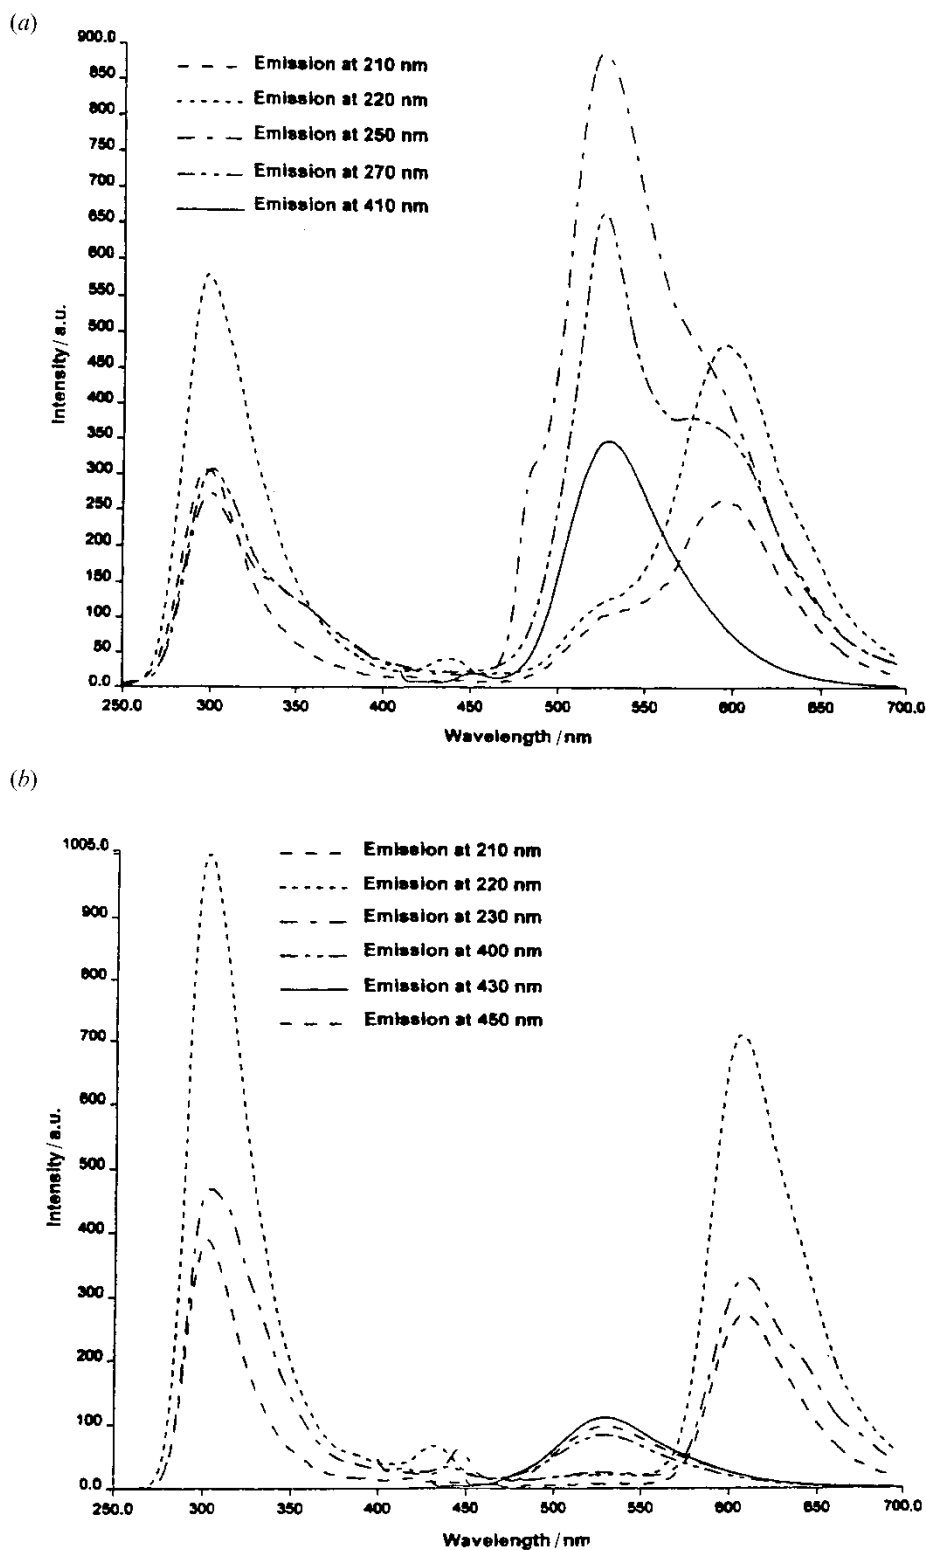 (a)
900.0
850
800
750
700
650
600
550
500
450
400
350
300
250
200
150
100
50
0.0
Intensity / a.u.
Emission at 210 nm
Emission at 220 nm
Emission at 250 nm
Emission at 270 nm
Emission at 410 nm
250.0 300 350 400 450 500 550 600 650 700.0
Wavelength / nm
(b)
1005.0
900
800
700
600
500
400
300
200
100
0.0
Intensity / a.u.
Emission at 210 nm
Emission at 220 nm
Emission at 230 nm
Emission at 400 nm
Emission at 430 nm
Emission at 450 nm
250.0 300 350 400 450 500 550 600 650 700.0
Wavelength / nm